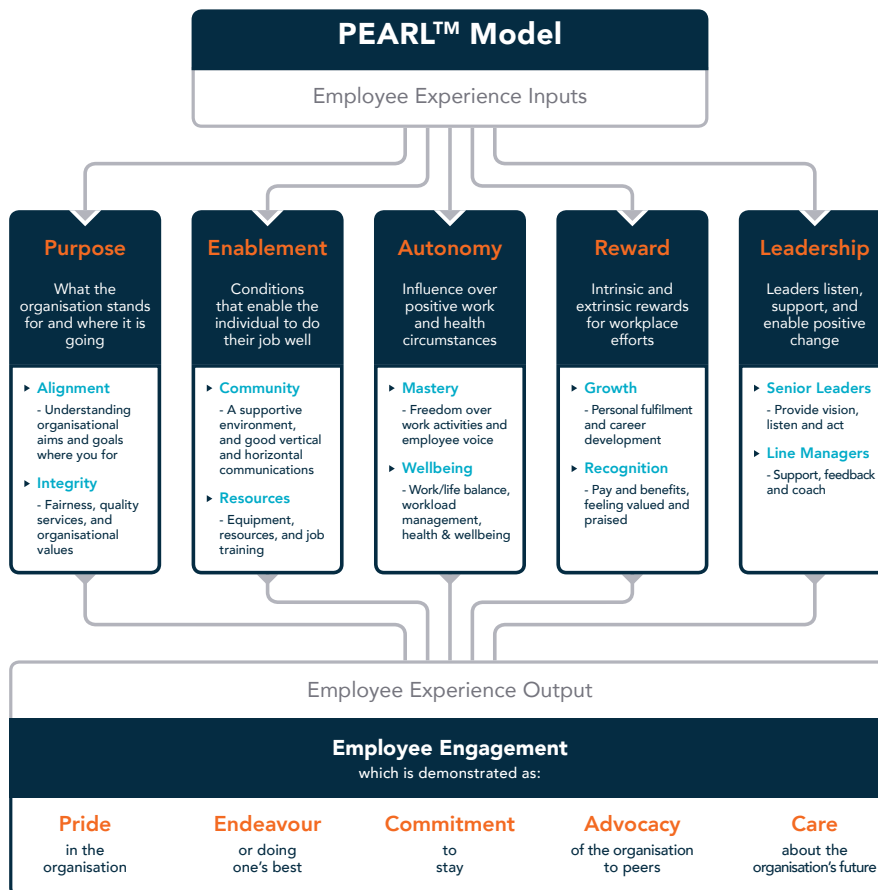 PEARL™ Model
Employee Experience Inputs
Purpose
What the
organisation stands
for and where it is
going
▸ Alignment
- Understanding
organisational
aims and goals
where you for
▸ Integrity
- Fairness, quality
services, and
organisational
values
Enablement
Conditions
that enable the
individual to do
their job well
▸ Community
- A supportive
environment,
and good vertical
and horizontal
communications
▸ Resources
- Equipment,
resources, and job
training
Autonomy
Influence over
positive work
and health
circumstances
▸ Mastery
- Freedom over
work activities and
employee voice
▸ Wellbeing
- Work/life balance,
workload
management,
health & wellbeing
Reward
Intrinsic and
extrinsic rewards
for workplace
efforts
▸ Growth
- Personal fulfilment
and career
development
▸ Recognition
- Pay and benefits,
feeling valued and
praised
Leadership
Leaders listen,
support, and
enable positive
change
▸ Senior Leaders
- Provide vision,
listen and act
▸ Line Managers
- Support, feedback
and coach
Employee Experience Output
Employee Engagement
which is demonstrated as:
Pride
in the
organisation
Endeavour
or doing
one's best
Commitment
to
stay
Advocacy
of the organisation
to peers
Care
about the
organisation's future